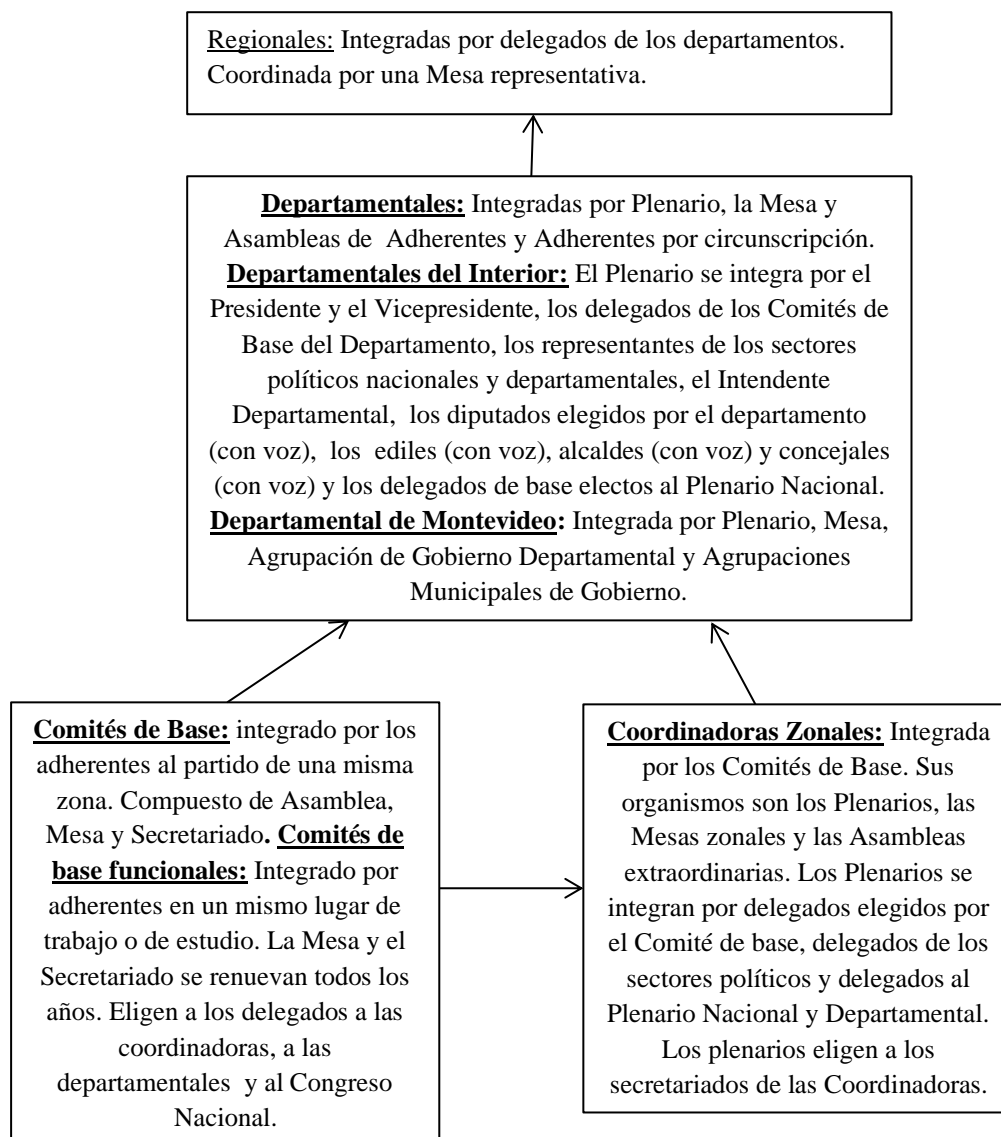 Regionales: Integradas por delegados de los departamentos.
Coordinada por una Mesa representativa.
Departamentales: Integradas por Plenario, la Mesa y
Asambleas de Adherentes y Adherentes por circunscripción.
Departamentales del Interior: El Plenario se integra por el
Presidente y el Vicepresidente, los delegados de los Comités de
Base del Departamento, los representantes de los sectores
políticos nacionales y departamentales, el Intendente
Departamental, los diputados elegidos por el departamento
(con voz), los ediles (con voz), alcaldes (con voz) y concejales
(con voz) y los delegados de base electos al Plenario Nacional.
Departamental de Montevideo: Integrada por Plenario, Mesa,
Agrupación de Gobierno Departamental y Agrupaciones
Municipales de Gobierno.
Comités de Base: integrado por los
adherentes al partido de una misma
zona. Compuesto de Asamblea,
Mesa y Secretariado. Comités de
base funcionales: Integrado por
adherentes en un mismo lugar de
trabajo o de estudio. La Mesa y el
Secretariado se renuevan todos los
años. Eligen a los delegados a las
coordinadoras, a las
departamentales y al Congreso
Nacional.
Coordinadoras Zonales: Integrada
por los Comités de Base. Sus
organismos son los Plenarios, las
Mesas zonales y las Asambleas
extraordinarias. Los Plenarios se
integran por delegados elegidos por
el Comité de base, delegados de los
sectores políticos y delegados al
Plenario Nacional y Departamental.
Los plenarios eligen a los
secretariados de las Coordinadoras.